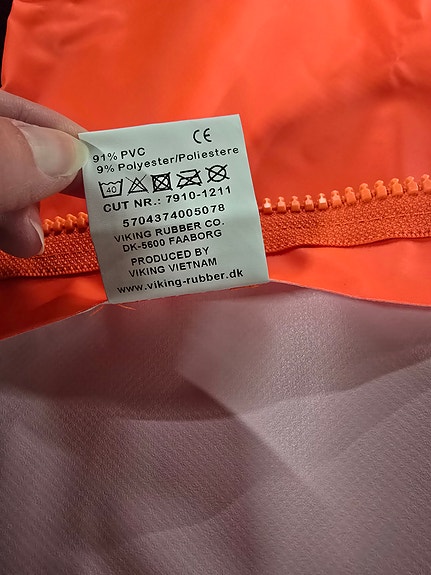 CE
91% PVC
9% Polyester/Poliestere
40
CUT NR.: 7910-1211
5704374005078
VIKING RUBBER CO.
DK-5600 FAABORG
PRODUCED BY
VIKING VIETNAM
www.viking-rubber.dk